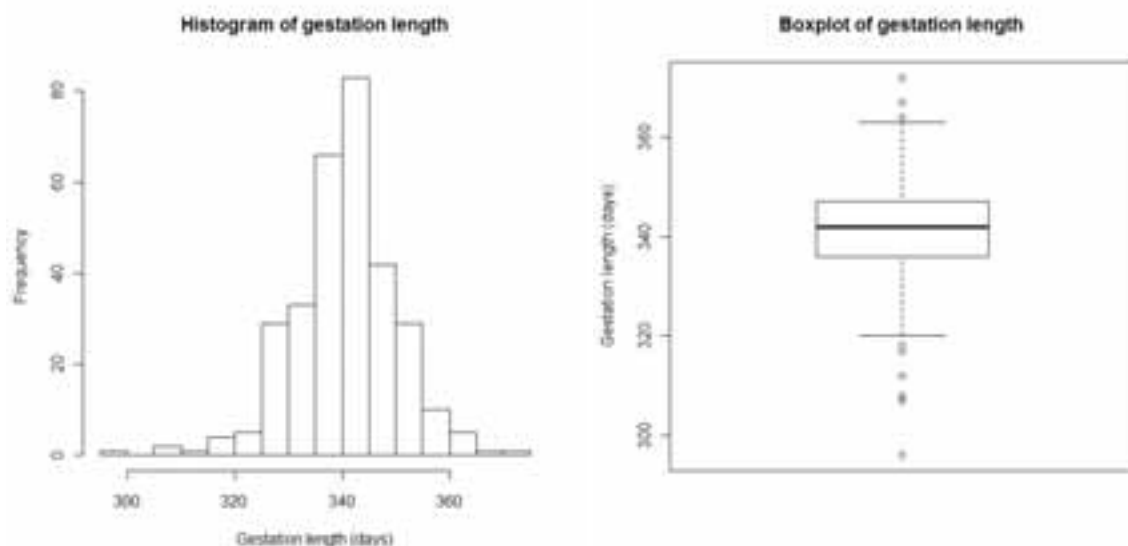 Histogram of gestation length
Frequency
0
20
40
60
80
300
320
340
360
Gestation length (days)
Boxplot of gestation length
Gestation length (days)
300
320
340
360